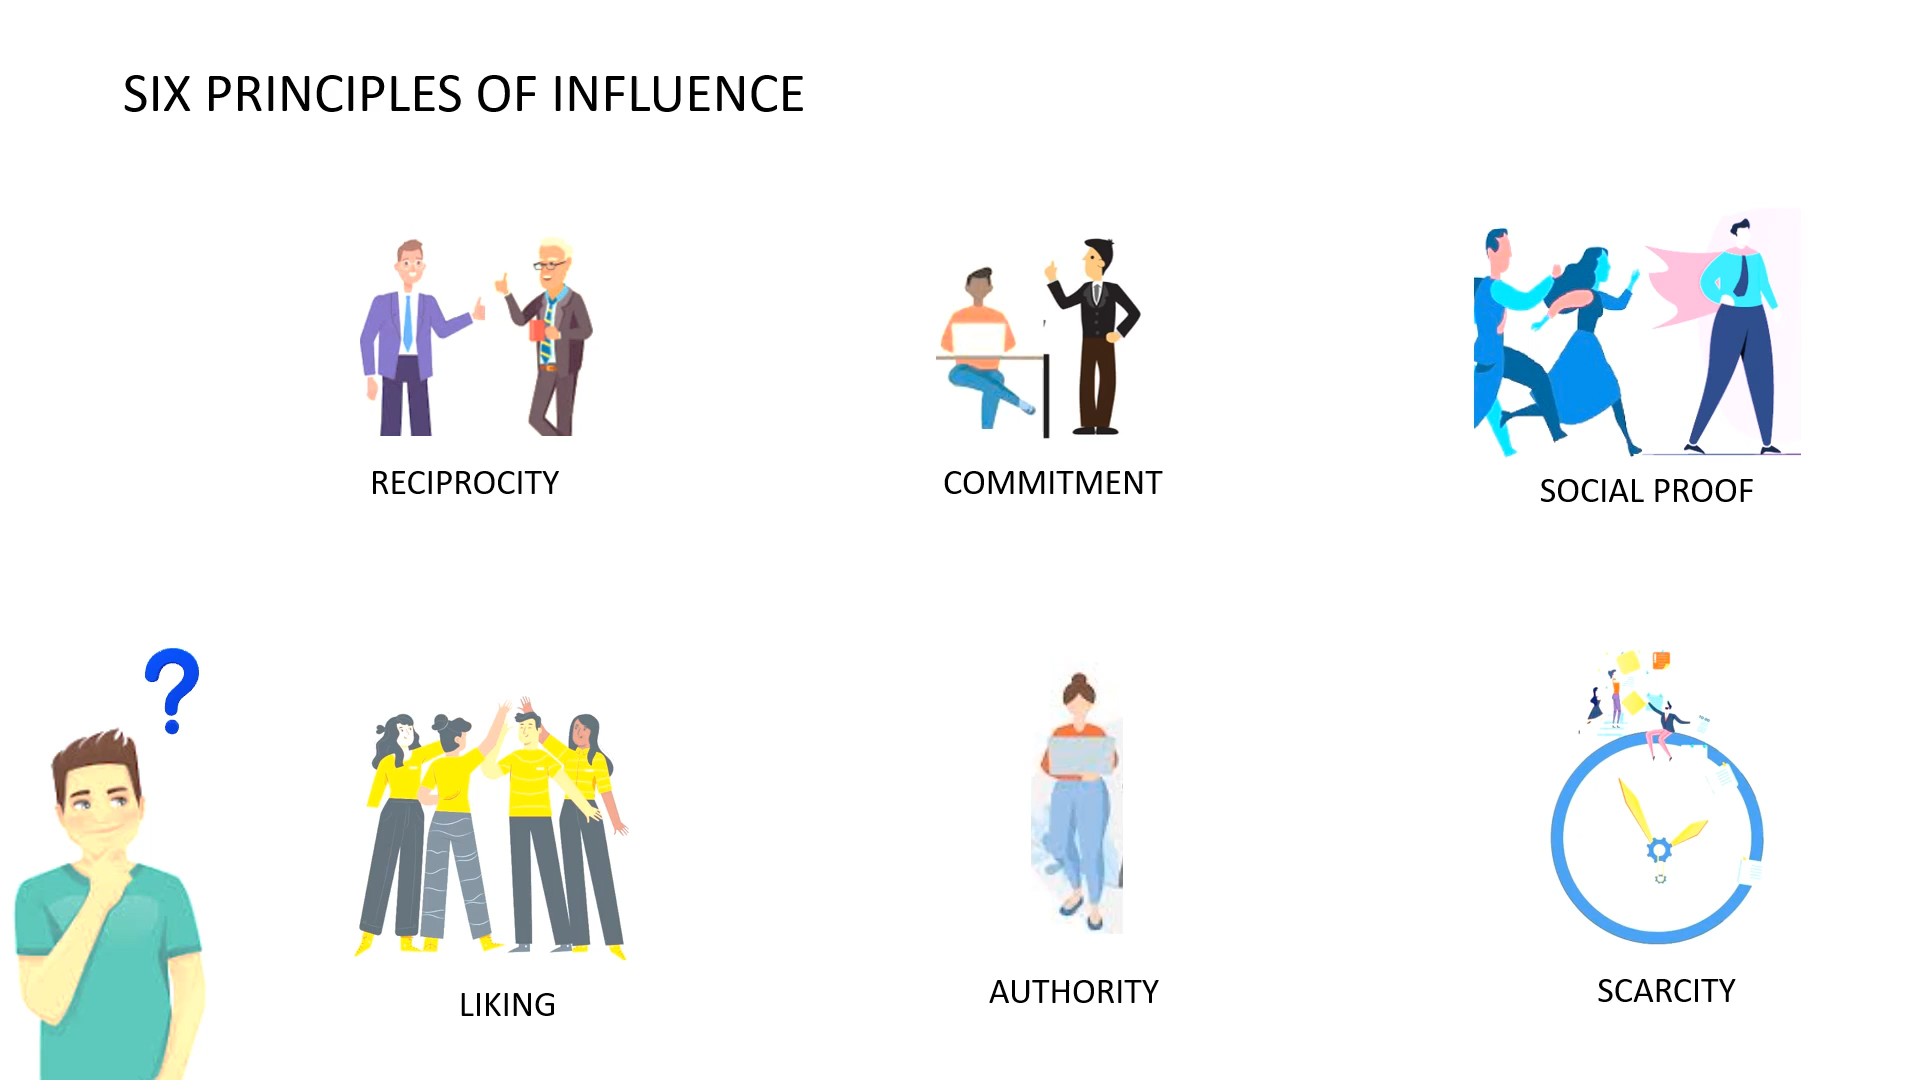 SIX PRINCIPLES OF INFLUENCE
RECIPROCITY
COMMITMENT
SOCIAL PROOF
?
LIKING
AUTHORITY
SCARCITY